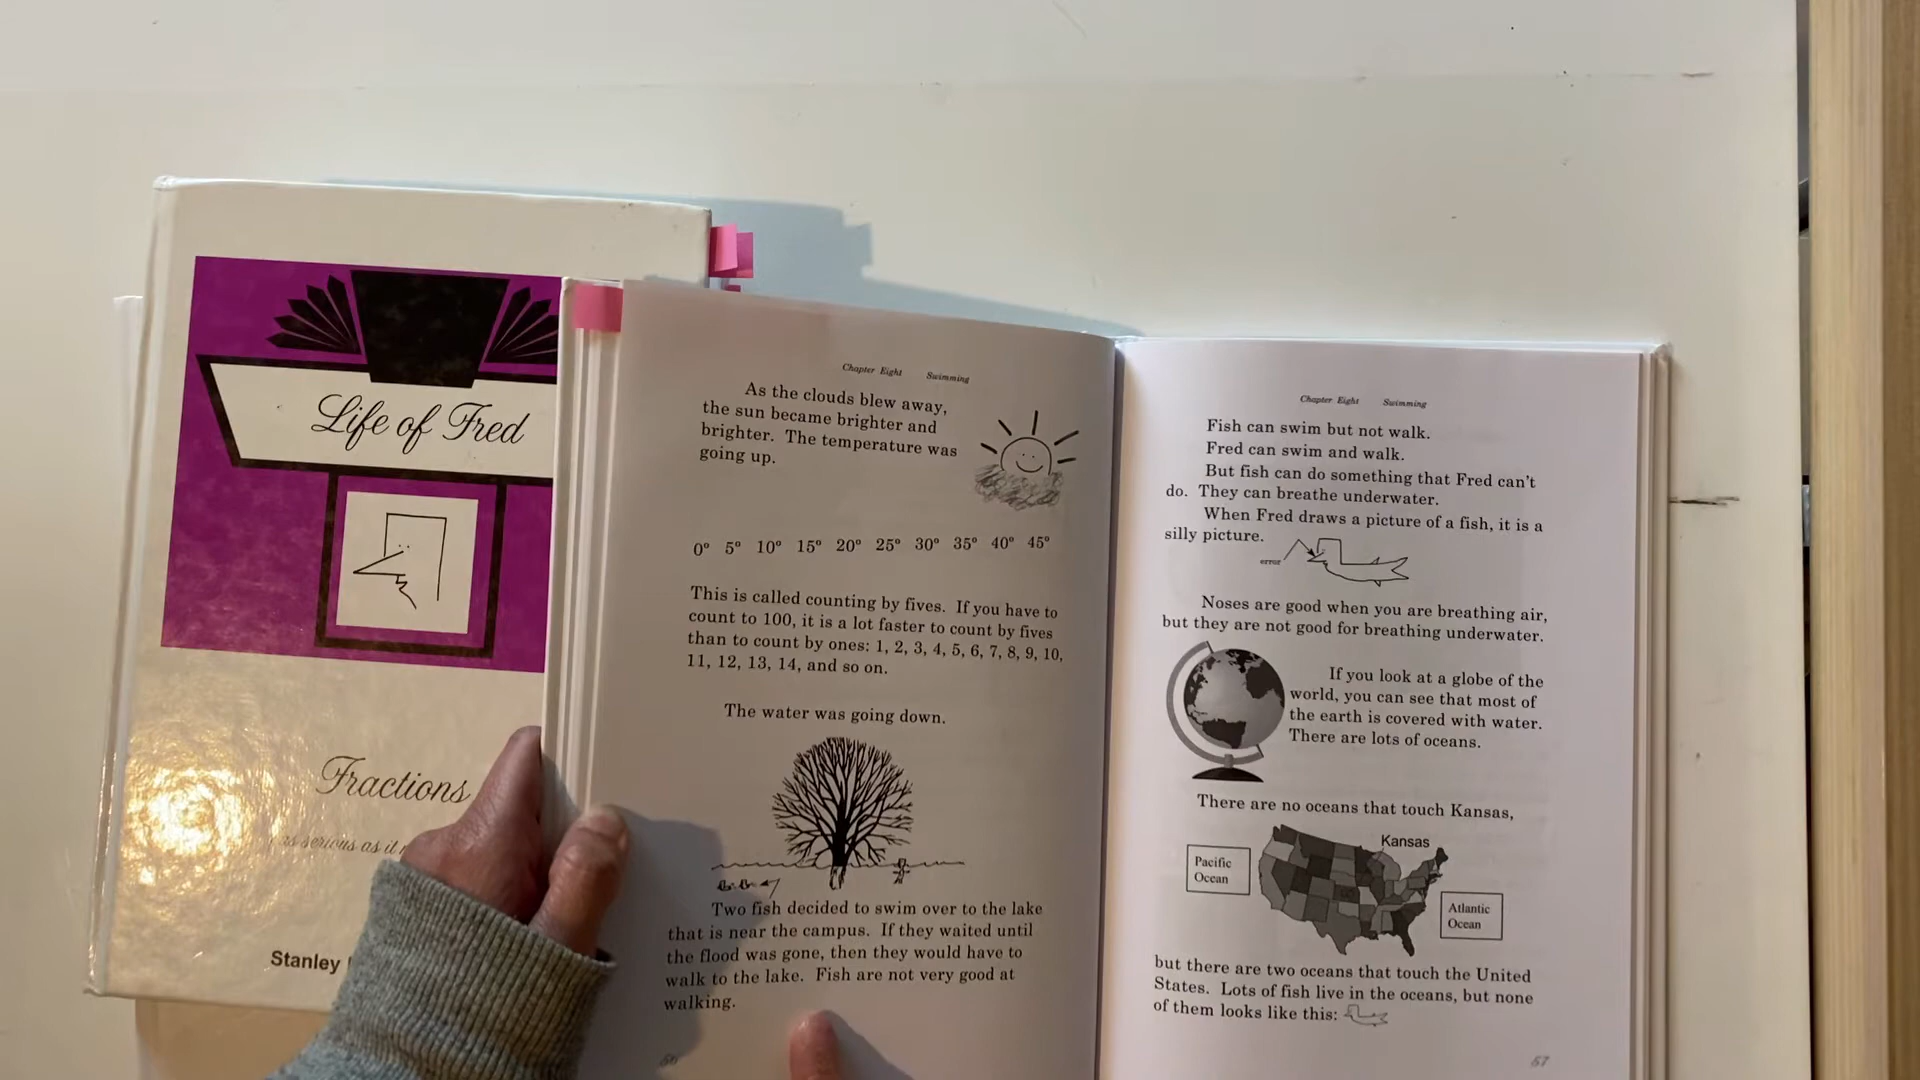 Life of Fred
Fractions
as serious as it
Stanley
Chapter Eight Swimming
As the clouds blew away,
the sun became brighter and
brighter. The temperature was
going up.
0° 5° 10° 15° 20° 25° 30° 35° 40° 45°
This is called counting by fives. If you have to
count to 100, it is a lot faster to count by fives
than to count by ones: 1, 2, 3, 4, 5, 6, 7, 8, 9, 10,
11, 12, 13, 14, and so on.
The water was going down.
Two fish decided to swim over to the lake
that is near the campus. If they waited until
the flood was gone, then they would have to
walk to the lake. Fish are not very good at
walking.
56
Chapter Eight Swimming
Fish can swim but not walk.
Fred can swim and walk.
But fish can do something that Fred can't
do. They can breathe underwater.
When Fred draws a picture of a fish, it is a
silly picture.
error
Noses are good when you are breathing air,
but they are not good for breathing underwater.
If you look at a globe of the
world, you can see that most of
the earth is covered with water.
There are lots of oceans.
There are no oceans that touch Kansas,
Kansas
Pacific
Ocean
Atlantic
Ocean
but there are two oceans that touch the United
States. Lots of fish live in the oceans, but none
of them looks like this:
57